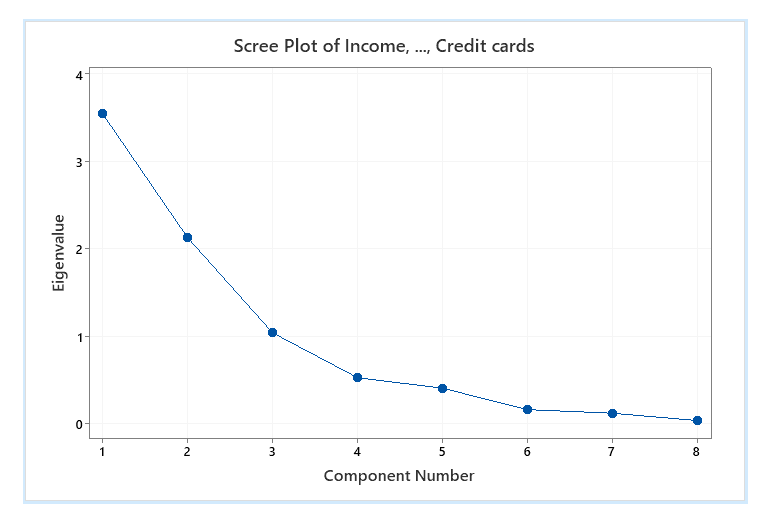 Scree Plot of Income, ..., Credit cards
4
3
2
1
0
Eigenvalue
1 2 3 4 5 6 7 8
Component Number